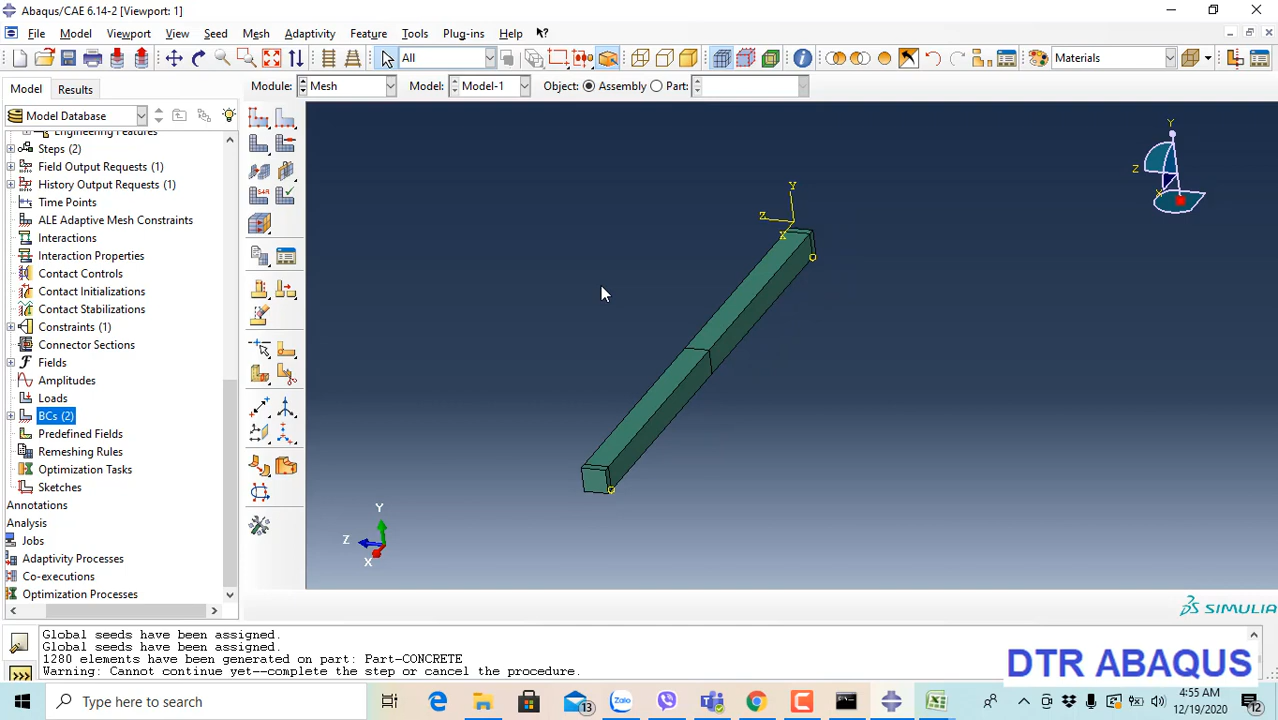 Abaqus/CAE 6.14-2 [Viewport: 1]
File Model Viewport View Seed Mesh Adaptivity Feature Tools Plug-ins Help
All Materials
Model Results Module: Mesh Model: Model-1 Object: Assembly Part:
Model Database
Engineering Features
Steps (2)
Field Output Requests (1)
History Output Requests (1)
Time Points
ALE Adaptive Mesh Constraints
Interactions
Interaction Properties
Contact Controls
Contact Initializations
Contact Stabilizations
Constraints (1)
Connector Sections
Fields
Amplitudes
Loads
BCs (2)
Predefined Fields
Remeshing Rules
Optimization Tasks
Sketches
Annotations
Analysis
Jobs
Adaptivity Processes
Co-executions
Optimization Processes
Y
Z
X
Y
Z
X
Y
Z
X
SIMULIA
Global seeds have been assigned.
Global seeds have been assigned.
1280 elements have been generated on part: Part-CONCRETE
Warning: Cannot continue yet--complete the step or cancel the procedure.
DTR ABAQUS
Type here to search
13
Zalo
4:55 AM
12/19/2020
12